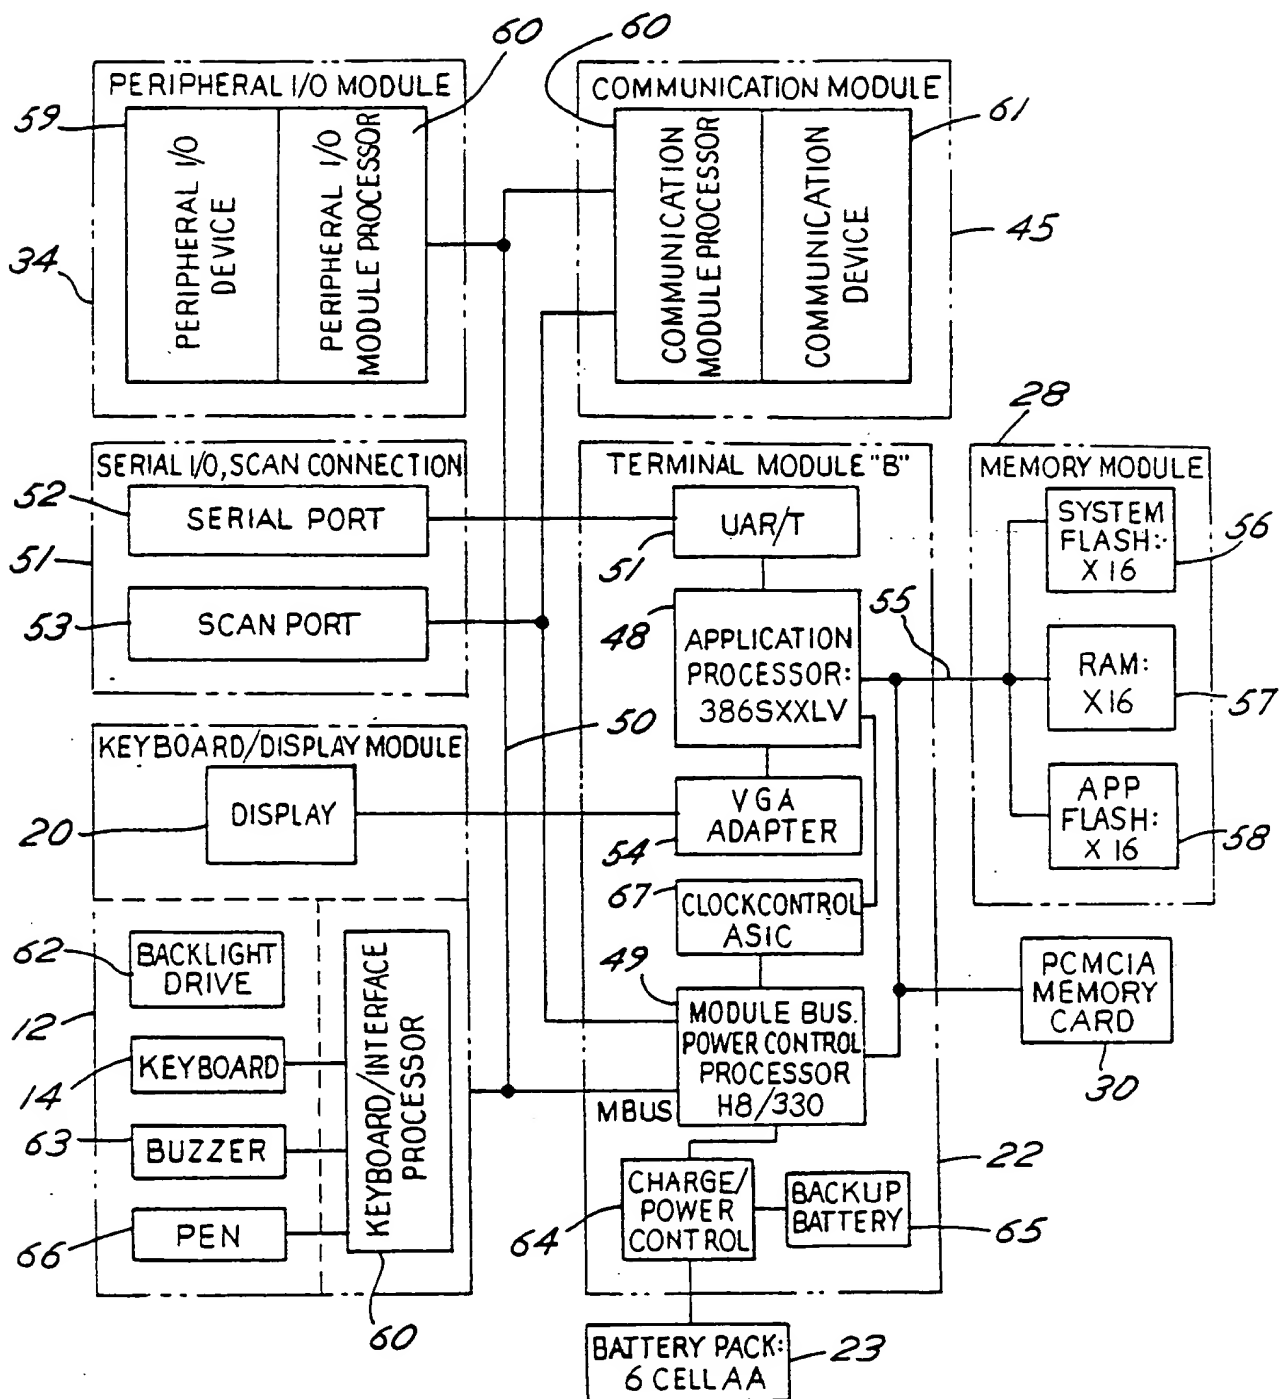 60
60
PERIPHERAL I/O MODULE
COMMUNICATION MODULE
59
61
PERIPHERAL I/O
DEVICE
PERIPHERAL I/O
MODULE PROCESSOR
COMMUNICATION
MODULE PROCESSOR
COMMUNICATION
DEVICE
34
45
28
SERIAL I/O, SCAN CONNECTION
TERMINAL MODULE "B"
MEMORY MODULE
52
SERIAL PORT
UAR/T
SYSTEM
FLASH:
X 16
56
51
51
53
SCAN PORT
48
APPLICATION
PROCESSOR:
386SXXLV
55
RAM:
X16
57
50
KEYBOARD/DISPLAY MODULE
DISPLAY
20
VGA
ADAPTER
54
APP
FLASH:
X 16
58
67
CLOCK CONTROL
ASIC
62
BACKLIGHT
DRIVE
49
MODULE BUS.
POWER CONTROL
PROCESSOR
H8/330
PCMCIA
MEMORY
CARD
30
12
KEYBOARD
14
KEYBOARD/INTERFACE
PROCESSOR
MBUS
63
BUZZER
22
CHARGE/
POWER
CONTROL
64
BACKUP
BATTERY
65
66
PEN
60
BATTERY PACK:
6 CELL AA
23